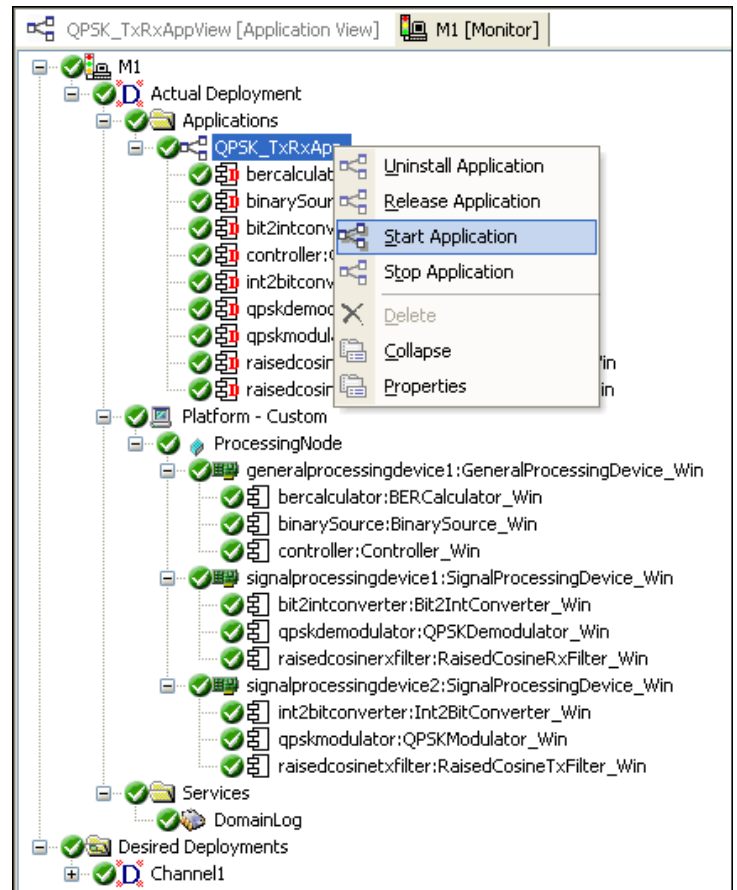 QPSK_TxRxAppView [Application View] M1 [Monitor]
M1
Actual Deployment
Applications
QPSK_TxRxApp
bercalculat
binarySour
bit2intconv
controller:C
int2bitconv
qpskdemod
qpskmodula
raisedcosin in
raisedcosin in
Uninstall Application
Release Application
Start Application
Stop Application
Delete
Collapse
Properties
Platform - Custom
ProcessingNode
generalprocessingdevice1:GeneralProcessingDevice_Win
bercalculator:BERCalculator_Win
binarySource:BinarySource_Win
controller:Controller_Win
signalprocessingdevice1:SignalProcessingDevice_Win
bit2intconverter:Bit2IntConverter_Win
qpskdemodulator:QPSKDemodulator_Win
raisedcosinerxfilter:RaisedCosineRxFilter_Win
signalprocessingdevice2:SignalProcessingDevice_Win
int2bitconverter:Int2BitConverter_Win
qpskmodulator:QPSKModulator_Win
raisedcosinetxfilter:RaisedCosineTxFilter_Win
Services
DomainLog
Desired Deployments
Channel1